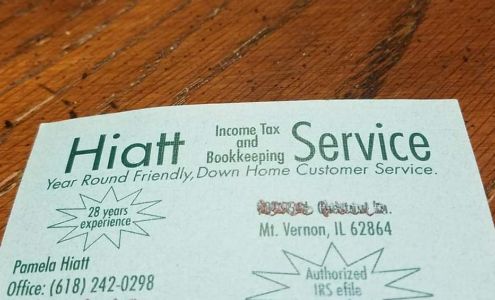 Hiatt Income Tax and Bookkeeping Service
Year Round Friendly, Down Home Customer Service.
28 years
experience
Mt. Vernon, IL 62864
Pamela Hiatt
Office: (618) 242-0298
Authorized
IRS efile